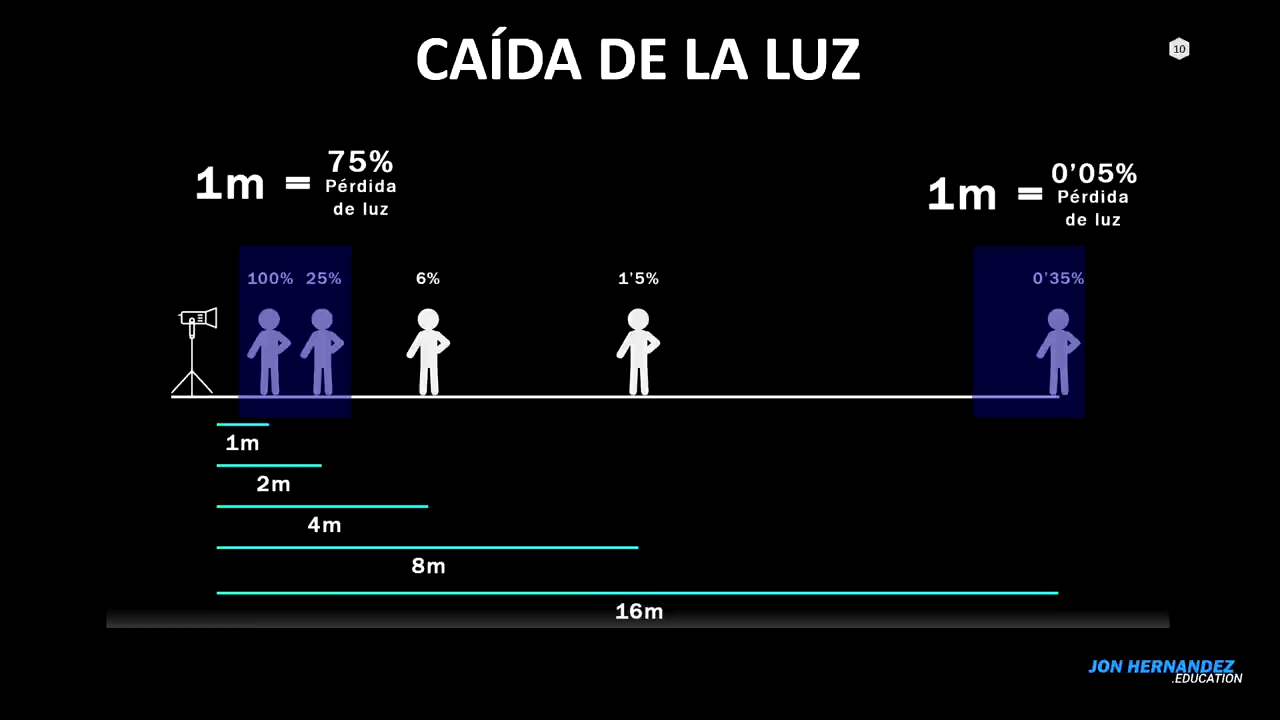 CAÍDA DE LA LUZ
10
1m = 75%
Pérdida
de luz
1m = 0'05%
Pérdida
de luz
100% 25% 6% 1'5% 0'35%
1m
2m
4m
8m
16m
JON HERNANDEZ
.EDUCATION